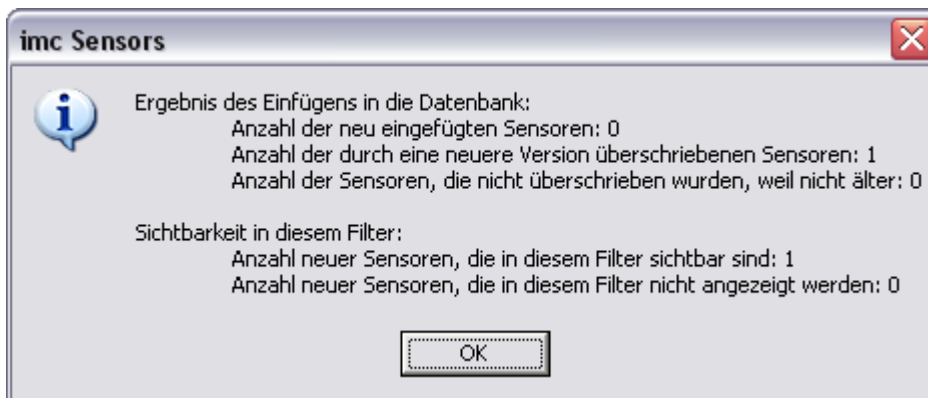 imc Sensors
Ergebnis des Einfügens in die Datenbank:
Anzahl der neu eingefügten Sensoren: 0
Anzahl der durch eine neuere Version überschriebenen Sensoren: 1
Anzahl der Sensoren, die nicht überschrieben wurden, weil nicht älter: 0
Sichtbarkeit in diesem Filter:
Anzahl neuer Sensoren, die in diesem Filter sichtbar sind: 1
Anzahl neuer Sensoren, die in diesem Filter nicht angezeigt werden: 0
OK